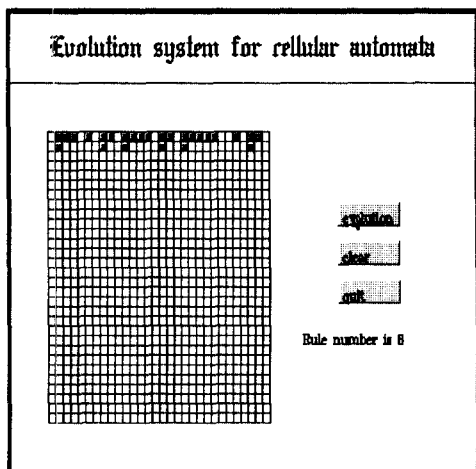 Evolution system for cellular automata
evolution
clear
quit
Rule number is 8